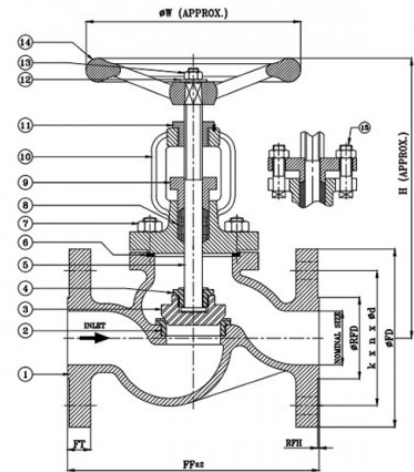 øW (APPROX.)
14
13
12
11
10
9
8
7
6
5
4
3
2
1
15
H (APPROX.)
INLET
NOMINAL SIZE
øRFD
k x n x ød
øFD
FT
RFH
FF±2